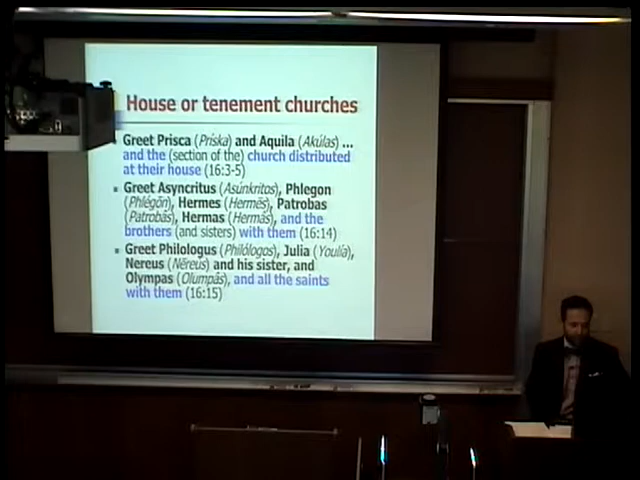 House or tenement churches
Greet Prisca (Príska) and Aquila (Akúlas) ...
and the (section of the) church distributed
at their house (16:3-5)
Greet Asyncritus (Asúnkritos), Phlegon
(Phlégōn), Hermes (Hermēs), Patrobas
(Patrobās), Hermas (Hermás), and the
brothers (and sisters) with them (16:14)
Greet Philologus (Philólogos), Julia (Youlía),
Nereus (Nēreus) and his sister, and
Olympas (Olumpās), and all the saints
with them (16:15)